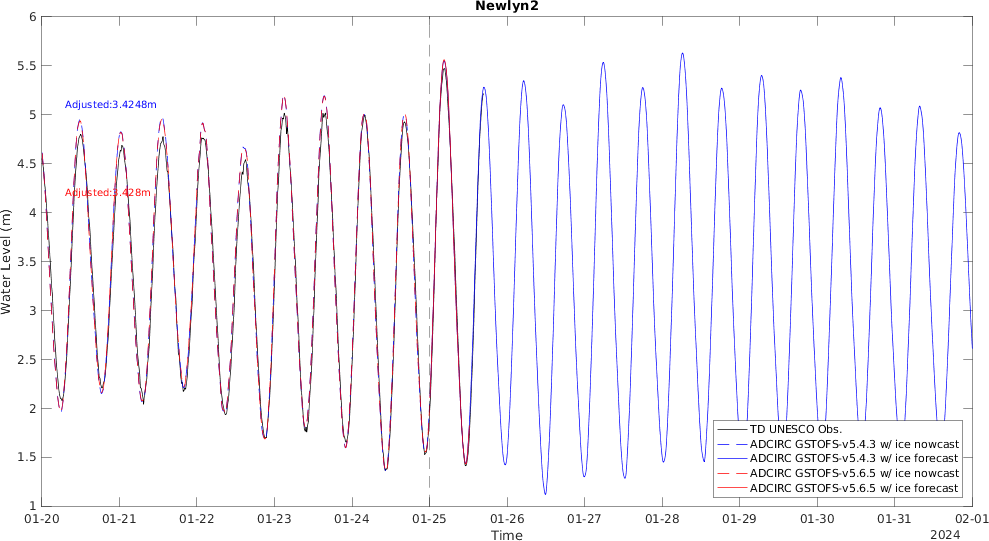 Newlyn2
6
5.5
5
4.5
4
3.5
3
2.5
2
1.5
1
Water Level (m)
Adjusted:3.4248m
Adjusted:3.428m
TD UNESCO Obs.
ADCIRC GSTOFS-v5.4.3 w/ ice nowcast
ADCIRC GSTOFS-v5.4.3 w/ ice forecast
ADCIRC GSTOFS-v5.6.5 w/ ice nowcast
ADCIRC GSTOFS-v5.6.5 w/ ice forecast
01-20 01-21 01-22 01-23 01-24 01-25 01-26 01-27 01-28 01-29 01-30 01-31 02-01
Time
2024